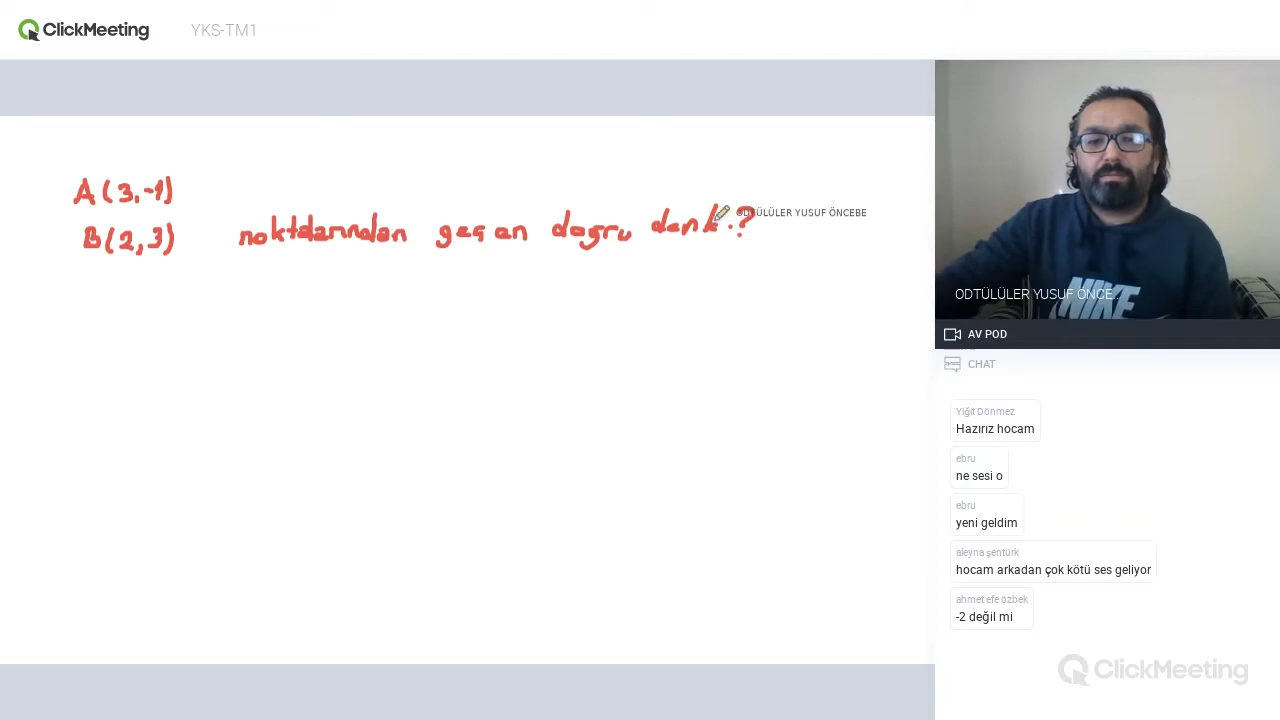 ClickMeeting
YKS-TM1
A(3,-1)
B(2,3) noktalarından geçen doğru denk.?
ODTÜLÜLER YUSUF ÖNCEBE
NIKE
ODTÜLÜLER YUSUF ÖNCE...
AV POD
CHAT
Yiğit Dönmez
Hazırız hocam
ebru
ne sesi o
ebru
yeni geldim
aleyna şentürk
hocam arkadan çok kötü ses geliyor
ahmet efe özbek
-2 değil mi
ClickMeeting